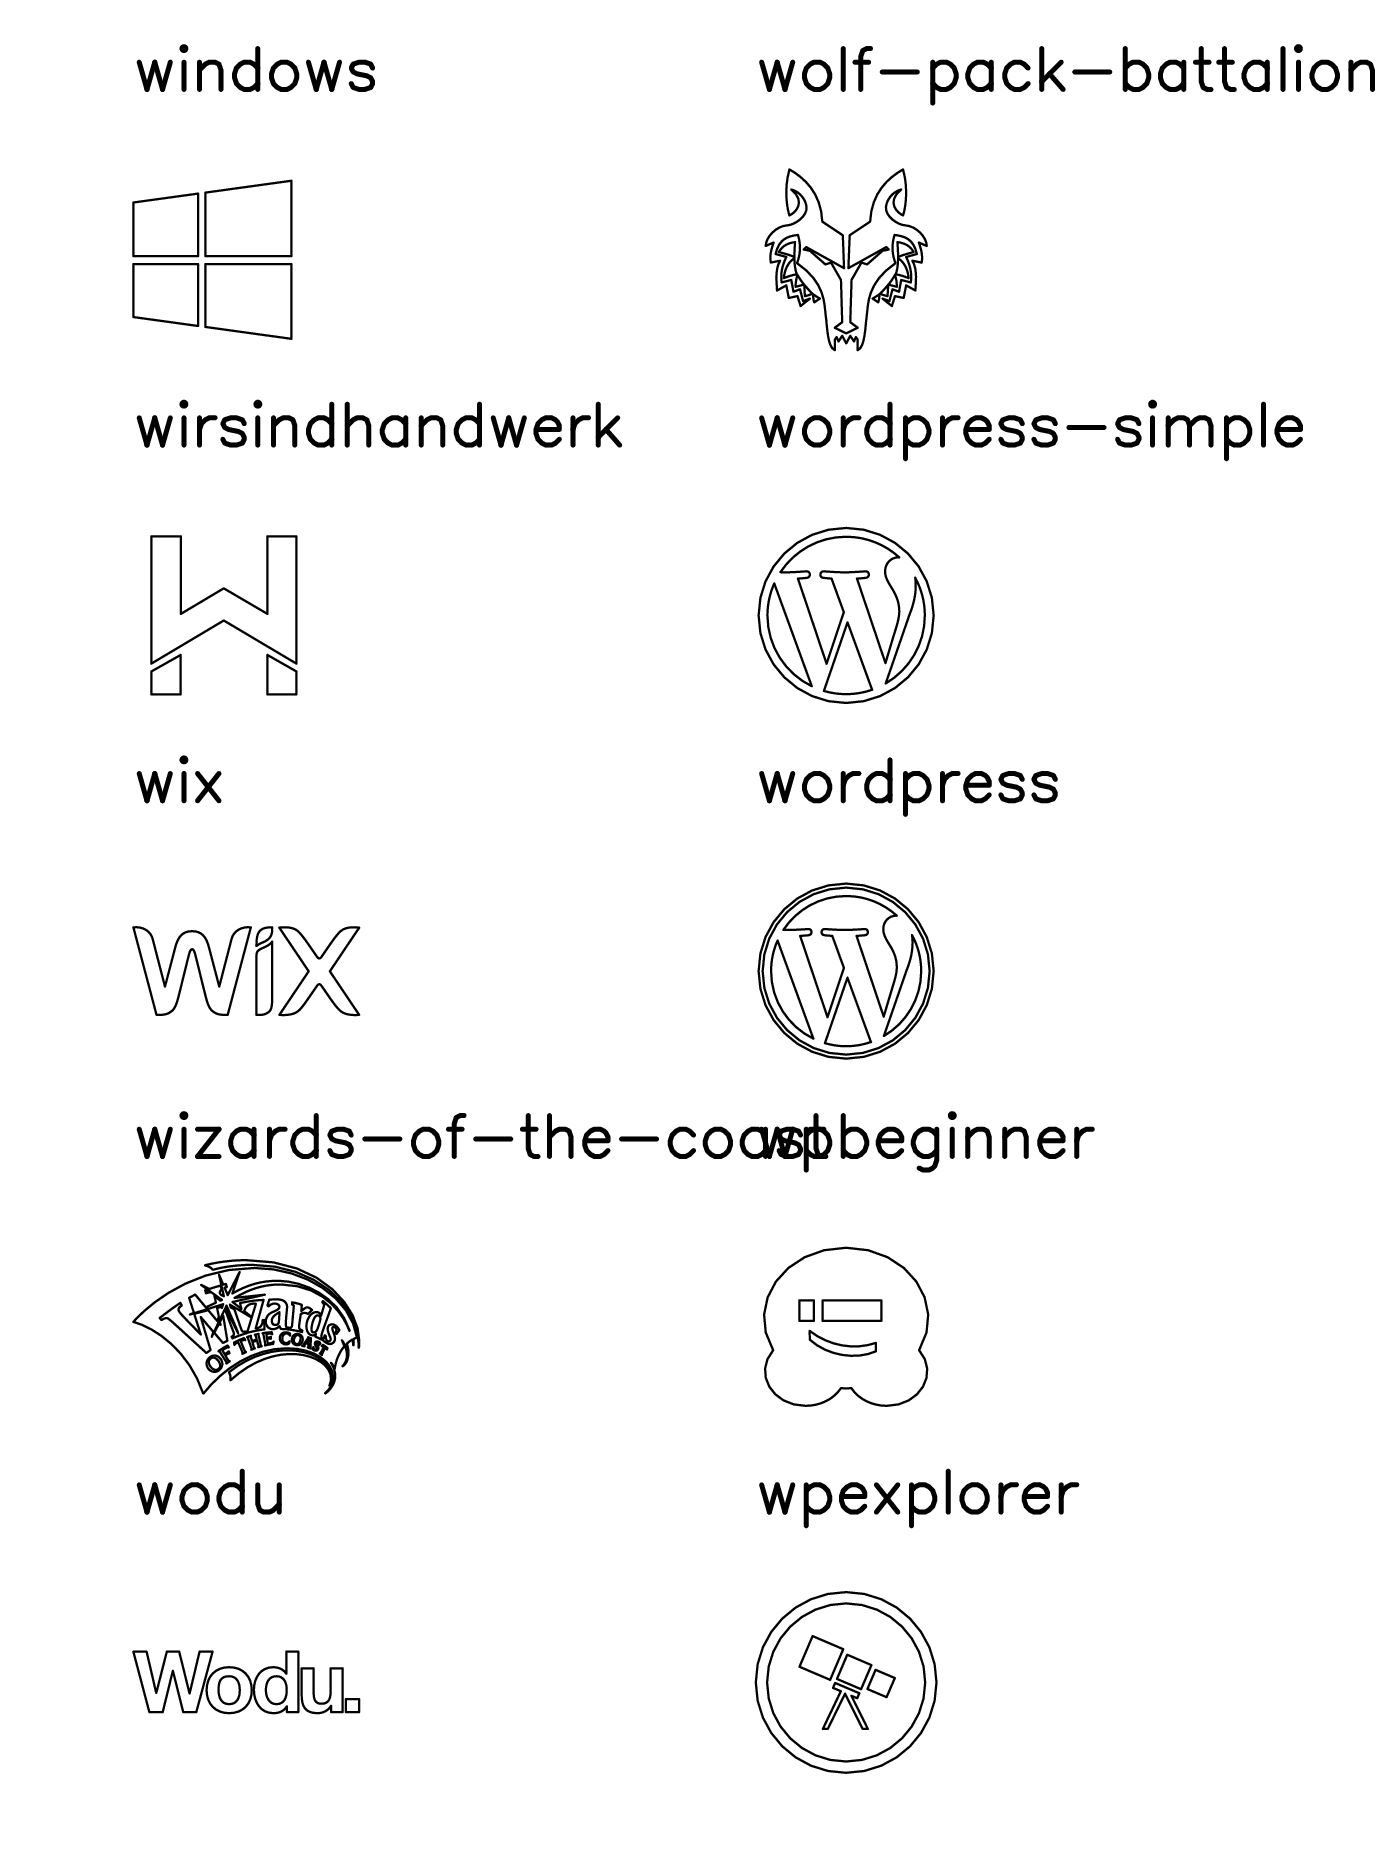 windows
wolf-pack-battalion
wirsindhandwerk
wordpress-simple
W
wix
wordpress
WiX
W
wizards-of-the-coast
wpbeginner
Wizards
OF THE COAST
wodu
wpexplorer
Wodu.